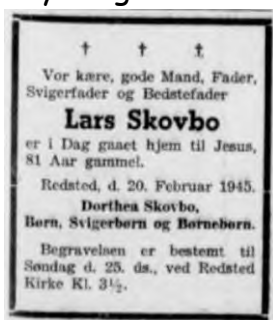 † † †
Vor kære, gode Mand, Fader,
Svigerfader og Bedstefader
Lars Skovbo
er i Dag gaaet hjem til Jesus,
81 Aar gammel.
Redsted, d. 20. Februar 1945.
Dorthea Skovbo,
Børn, Svigerbørn og Børnebørn.
Begravelsen er bestemt til
Søndag d. 25. ds., ved Redsted
Kirke Kl. 3½.